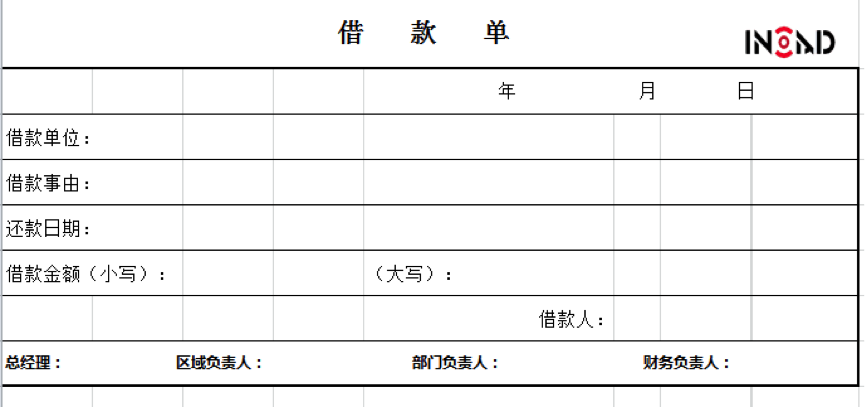 借 款 单
INOAD
年 月 日
借款单位：
借款事由：
还款日期：
借款金额（小写）： （大写）：
借款人：
总经理： 区域负责人： 部门负责人： 财务负责人：